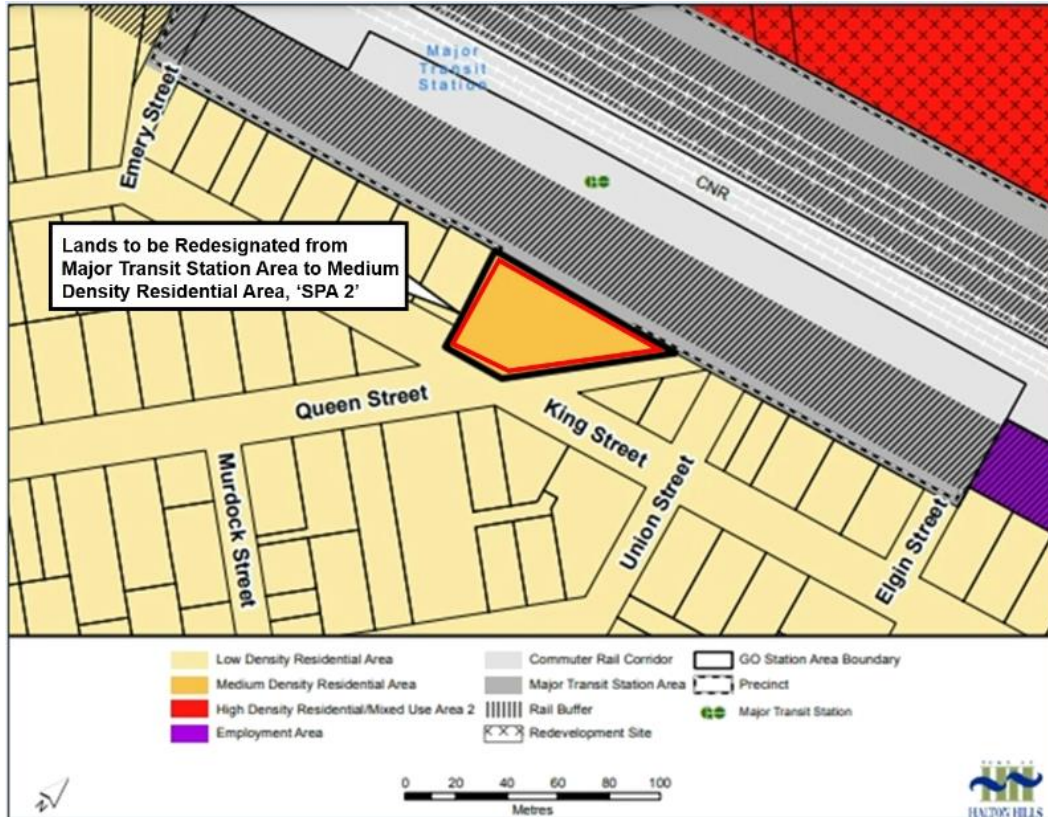 Major
Transit
Station
Emery Street
CNR
Lands to be Redesignated from
Major Transit Station Area to Medium
Density Residential Area, ‘SPA 2’
Queen Street
King Street
Murdock Street
Union Street
Elgin Street
Low Density Residential Area
Medium Density Residential Area
High Density Residential/Mixed Use Area 2
Employment Area
Commuter Rail Corridor
Major Transit Station Area
Rail Buffer
Redevelopment Site
GO Station Area Boundary
Precinct
GO Major Transit Station
N
0 20 40 60 80 100
Metres
TOWN OF
HALTON HILLS